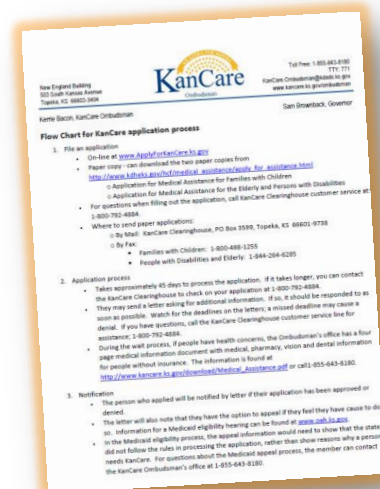 New England Building
503 South Kansas Avenue
Topeka, KS 66603-3404
KanCare
Ombudsman
Toll Free: 1-855-643-8180
TTY: 711
KanCare.Ombudsman@kdads.ks.gov
www.kancare.ks.gov/ombudsman
Kerrie Bacon, KanCare Ombudsman
Sam Brownback, Governor
Flow Chart for KanCare application process
1. File an application
• On-line at www.ApplyForKanCare.ks.gov
• Paper copy - can download the two paper copies from
http://www.kdheks.gov/hcf/medical_assistance/apply_for_assistance.html
o Application for Medical Assistance for Families with Children
o Application for Medical Assistance for the Elderly and Persons with Disabilities
• For questions when filling out the application, call KanCare Clearinghouse customer service at:
1-800-792-4884.
• Where to send paper applications:
o By Mail: KanCare Clearinghouse, PO Box 3599, Topeka, KS 66601-9738
o By Fax:
• Families with Children: 1-800-498-1255
• People with Disabilities and Elderly: 1-844-264-6285
2. Application process
• Takes approximately 45 days to process the application. If it takes longer, you can contact
the KanCare Clearinghouse to check on your application at 1-800-792-4884.
• They may send a letter asking for additional information. If so, it should be responded to as
soon as possible. Watch for the deadlines on the letters; a missed deadline may cause a
denial. If you have questions, call the KanCare Clearinghouse customer service line for
assistance; 1-800-792-4884.
• During the wait process, if people have health concerns, the Ombudsman's office has a four
page medical information document with medical, pharmacy, vision and dental information
for people without insurance. The information is found at
http://www.kancare.ks.gov/download/Medical_Assistance.pdf or call1-855-643-8180.
3. Notification
• The person who applied will be notified by letter if their application has been approved or
denied.
• The letter will also note that they have the option to appeal if they feel they have cause to do
so. Information for a Medicaid eligibility hearing can be found at www.oah.ks.gov.
• In the Medicaid eligibility process, the appeal information would need to show that the state
did not follow the rules in processing the application, rather than show reasons why a person
needs KanCare. For questions about the Medicaid appeal process, the member can contact
the KanCare Ombudsman's office at 1-855-643-8180.